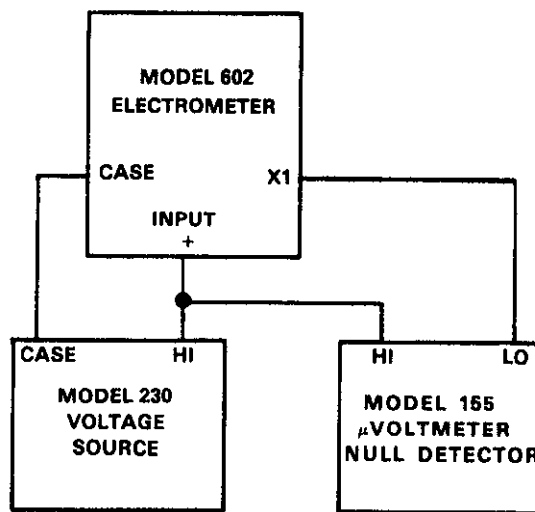 MODEL 602
ELECTROMETER
CASE
X1
INPUT
+
CASE
HI
MODEL 230
VOLTAGE
SOURCE
HI
LO
MODEL 155
μVOLTMETER
NULL DETECTOR